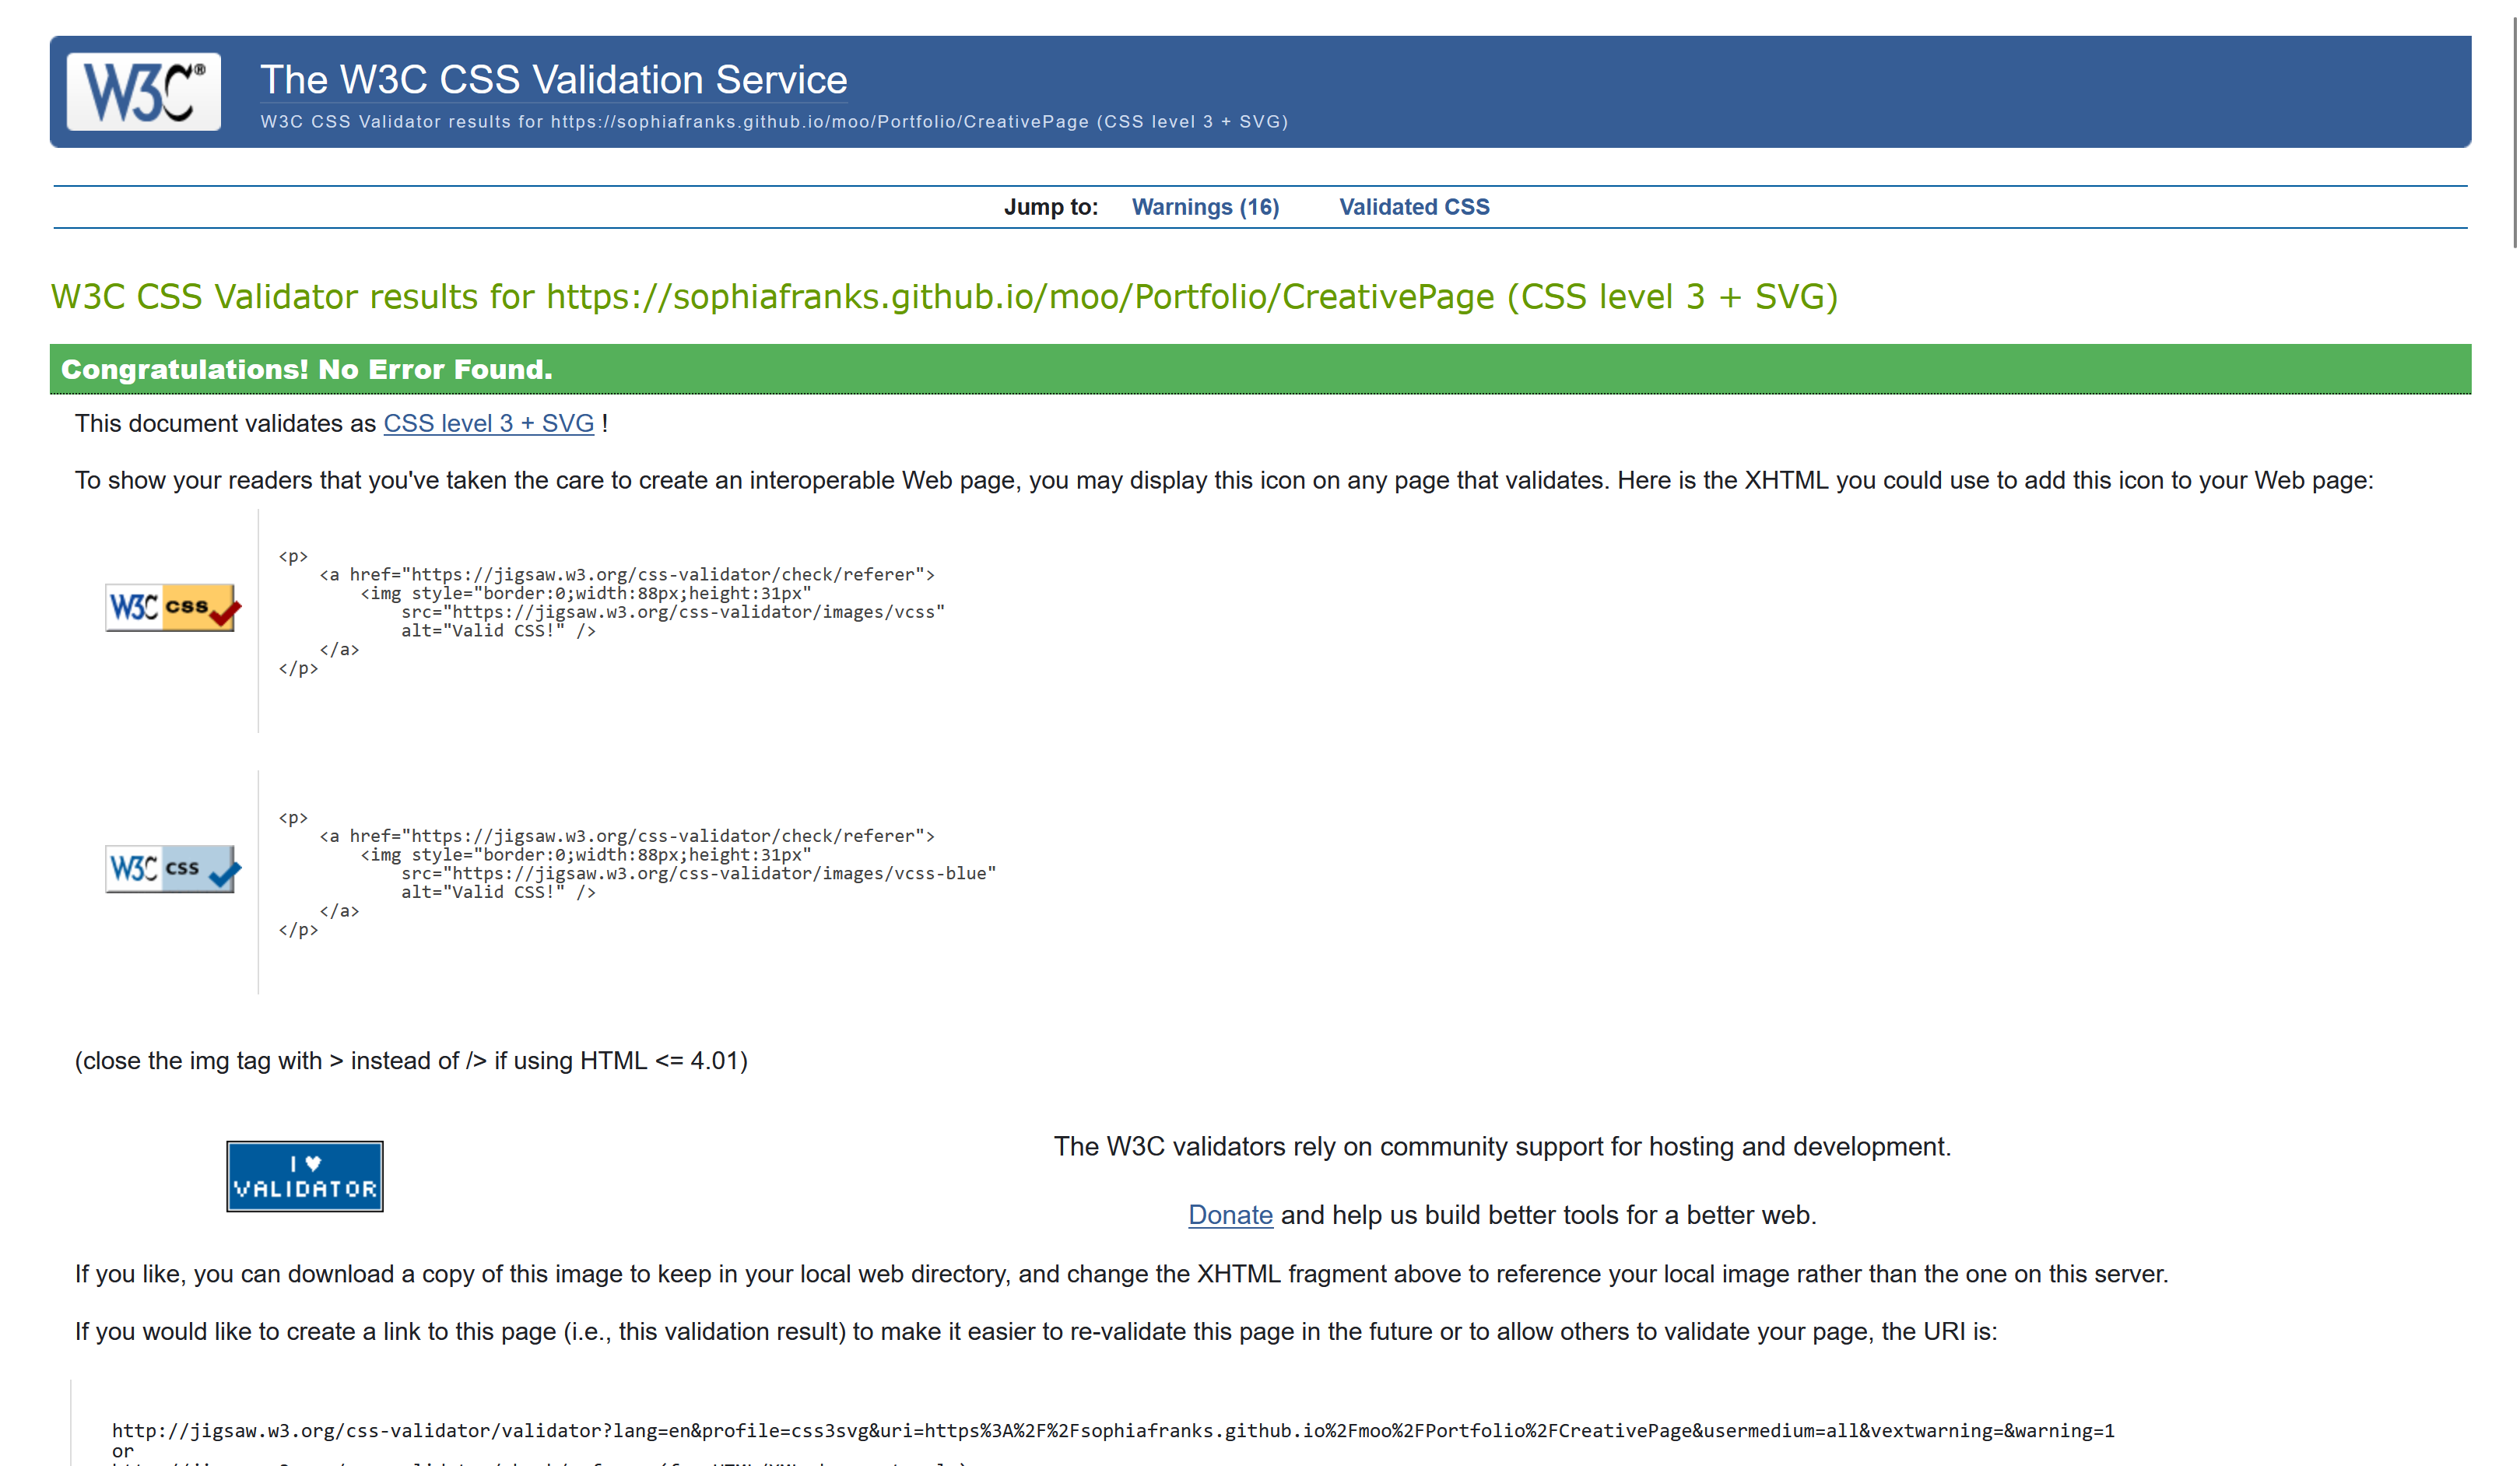 W3C®
The W3C CSS Validation Service
W3C CSS Validator results for https://sophiafranks.github.io/moo/Portfolio/CreativePage (CSS level 3 + SVG)
Jump to: Warnings (16) Validated CSS
W3C CSS Validator results for https://sophiafranks.github.io/moo/Portfolio/CreativePage (CSS level 3 + SVG)
Congratulations! No Error Found.
This document validates as CSS level 3 + SVG !
To show your readers that you've taken the care to create an interoperable Web page, you may display this icon on any page that validates. Here is the XHTML you could use to add this icon to your Web page:
W3C css
<p>
<a href="https://jigsaw.w3.org/css-validator/check/referer">
<img style="border:0;width:88px;height:31px"
src="https://jigsaw.w3.org/css-validator/images/vcss"
alt="Valid CSS!" />
</a>
</p>
W3C css
<p>
<a href="https://jigsaw.w3.org/css-validator/check/referer">
<img style="border:0;width:88px;height:31px"
src="https://jigsaw.w3.org/css-validator/images/vcss-blue"
alt="Valid CSS!" />
</a>
</p>
(close the img tag with > instead of /> if using HTML <= 4.01)
I ♥
VALIDATOR
The W3C validators rely on community support for hosting and development.
Donate and help us build better tools for a better web.
If you like, you can download a copy of this image to keep in your local web directory, and change the XHTML fragment above to reference your local image rather than the one on this server.
If you would like to create a link to this page (i.e., this validation result) to make it easier to re-validate this page in the future or to allow others to validate your page, the URI is:
http://jigsaw.w3.org/css-validator/validator?lang=en&profile=css3svg&uri=https%3A%2F%2Fsophiafranks.github.io%2Fmoo%2FPortfolio%2FCreativePage&usermedium=all&vextwarning=&warning=1
or